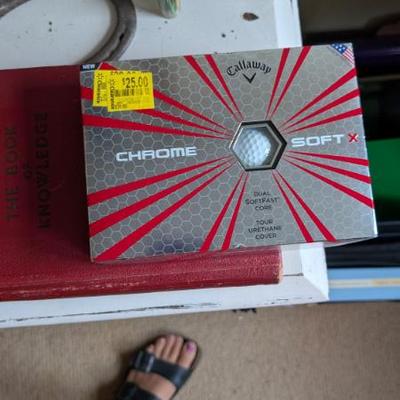 THE BOOK
OF
KNOWLEDGE
NEW
$25.00
Callaway
CHROME SOFT X
DUAL
SOFTFAST
CORE
TOUR
URETHANE
COVER